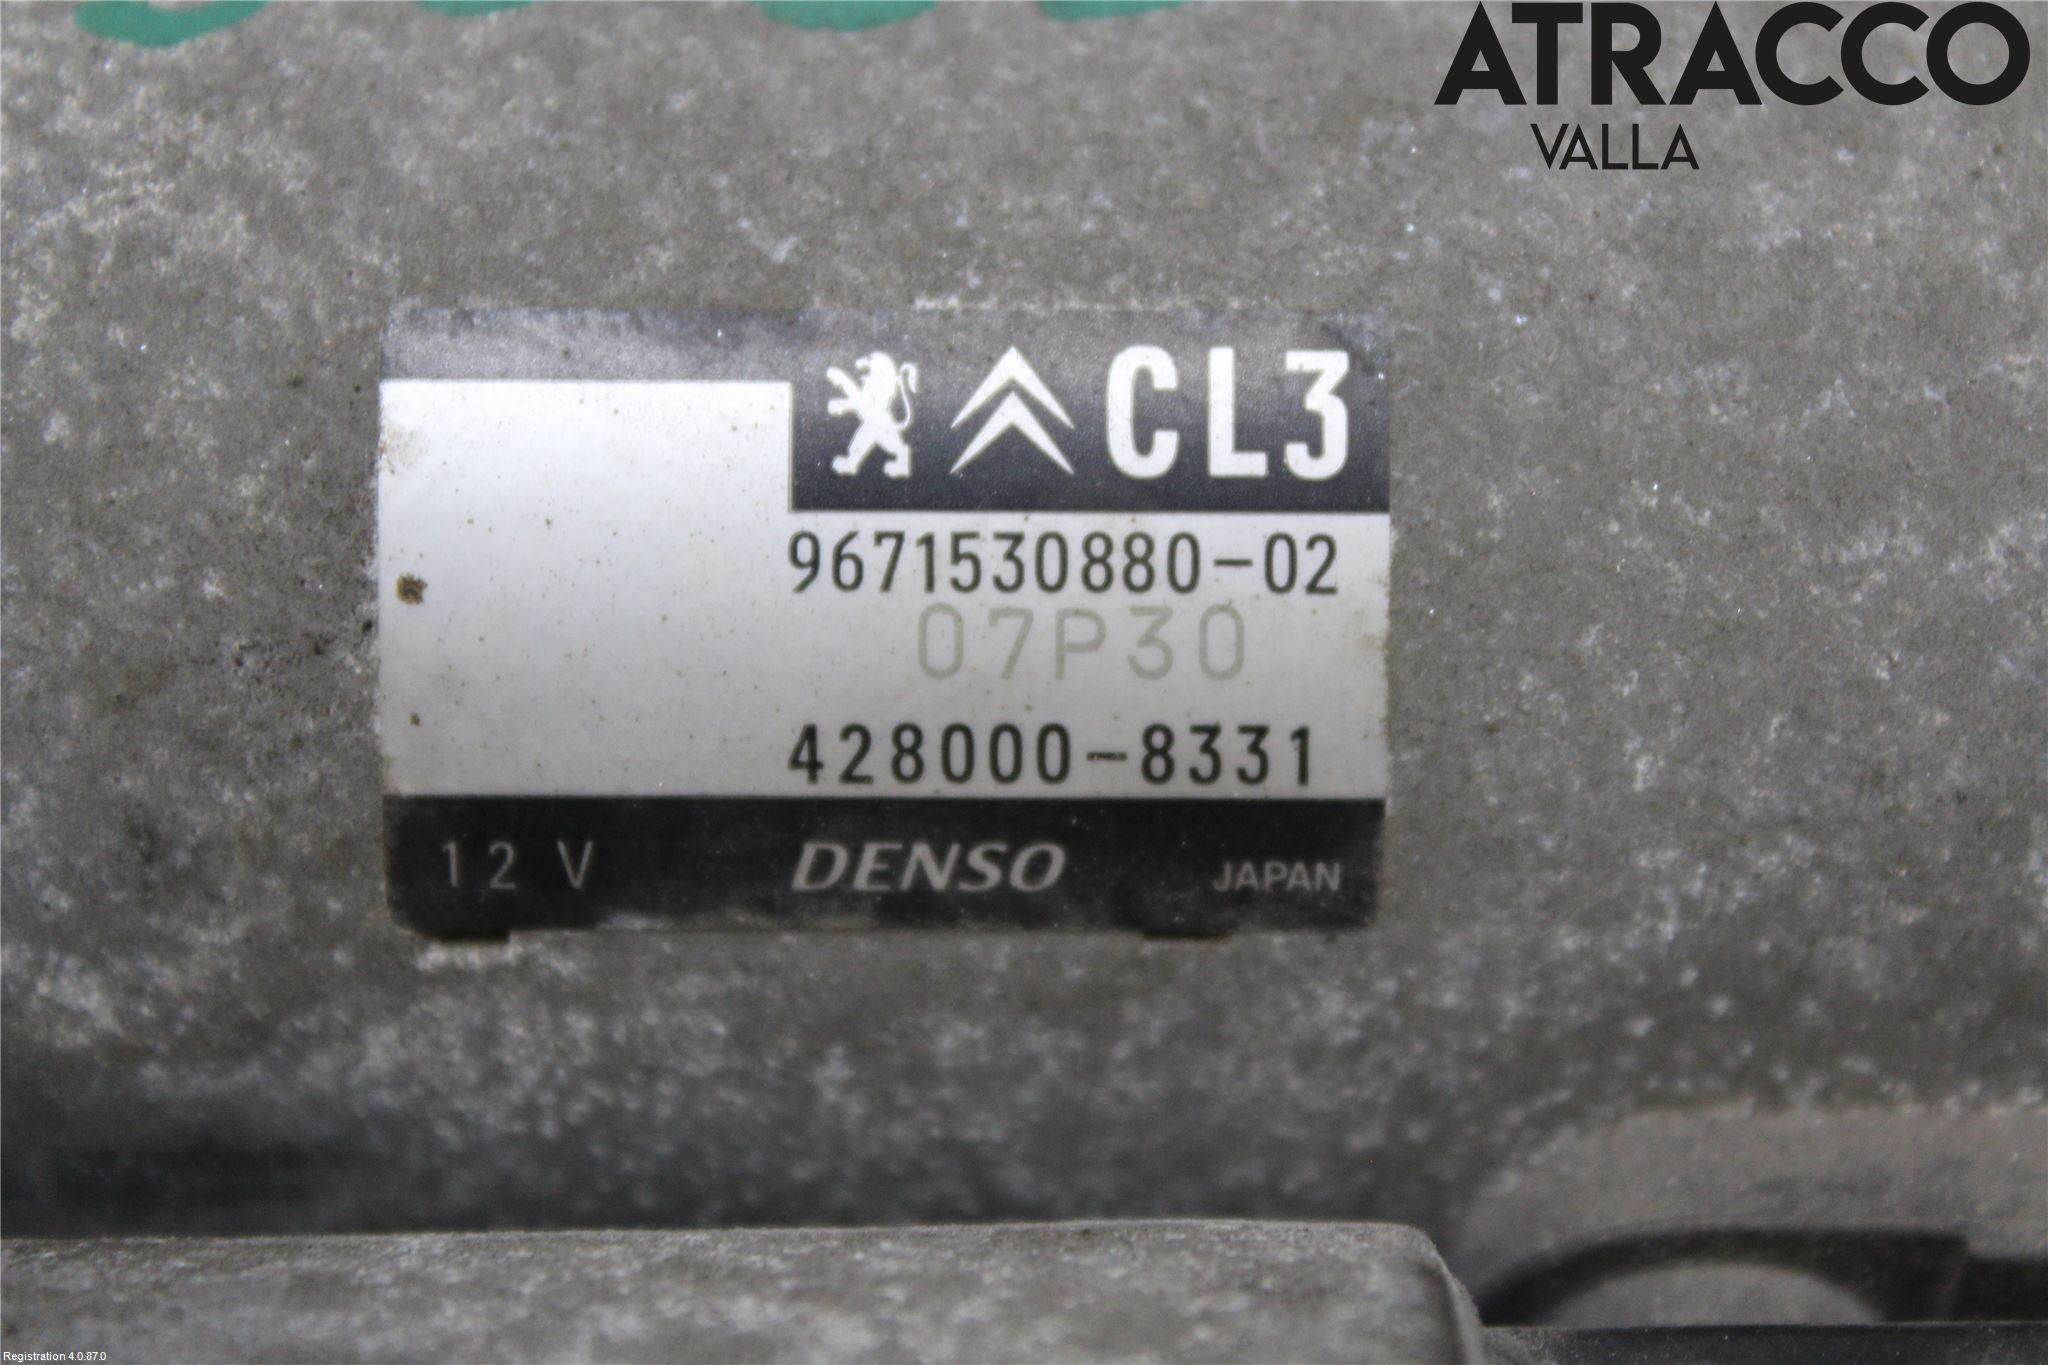 ATRACCO
VALLA
CL3
9671530880-02
07P30
428000-8331
12 V DENSO JAPAN
Registration 4.0.87.0